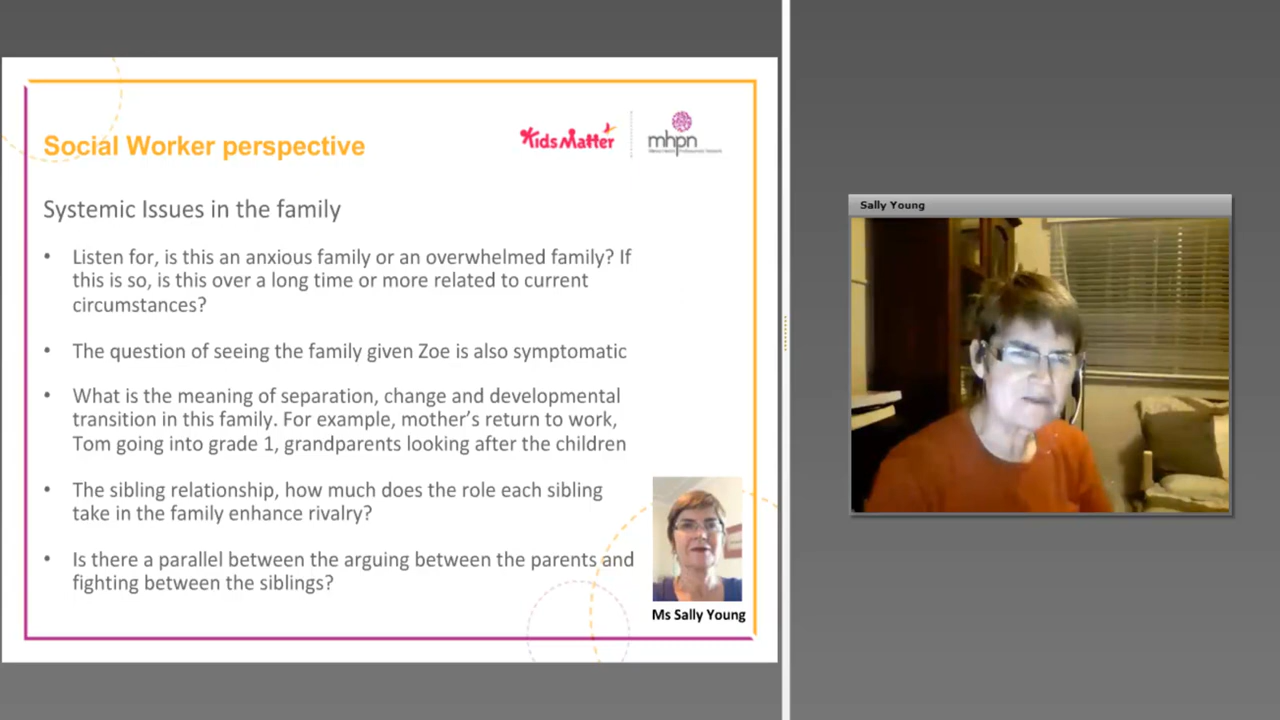 Social Worker perspective
KidsMatter
mhpn
Systemic Issues in the family
• Listen for, is this an anxious family or an overwhelmed family? If
this is so, is this over a long time or more related to current
circumstances?
• The question of seeing the family given Zoe is also symptomatic
• What is the meaning of separation, change and developmental
transition in this family. For example, mother's return to work,
Tom going into grade 1, grandparents looking after the children
• The sibling relationship, how much does the role each sibling
take in the family enhance rivalry?
• Is there a parallel between the arguing between the parents and
fighting between the siblings?
Ms Sally Young
Sally Young